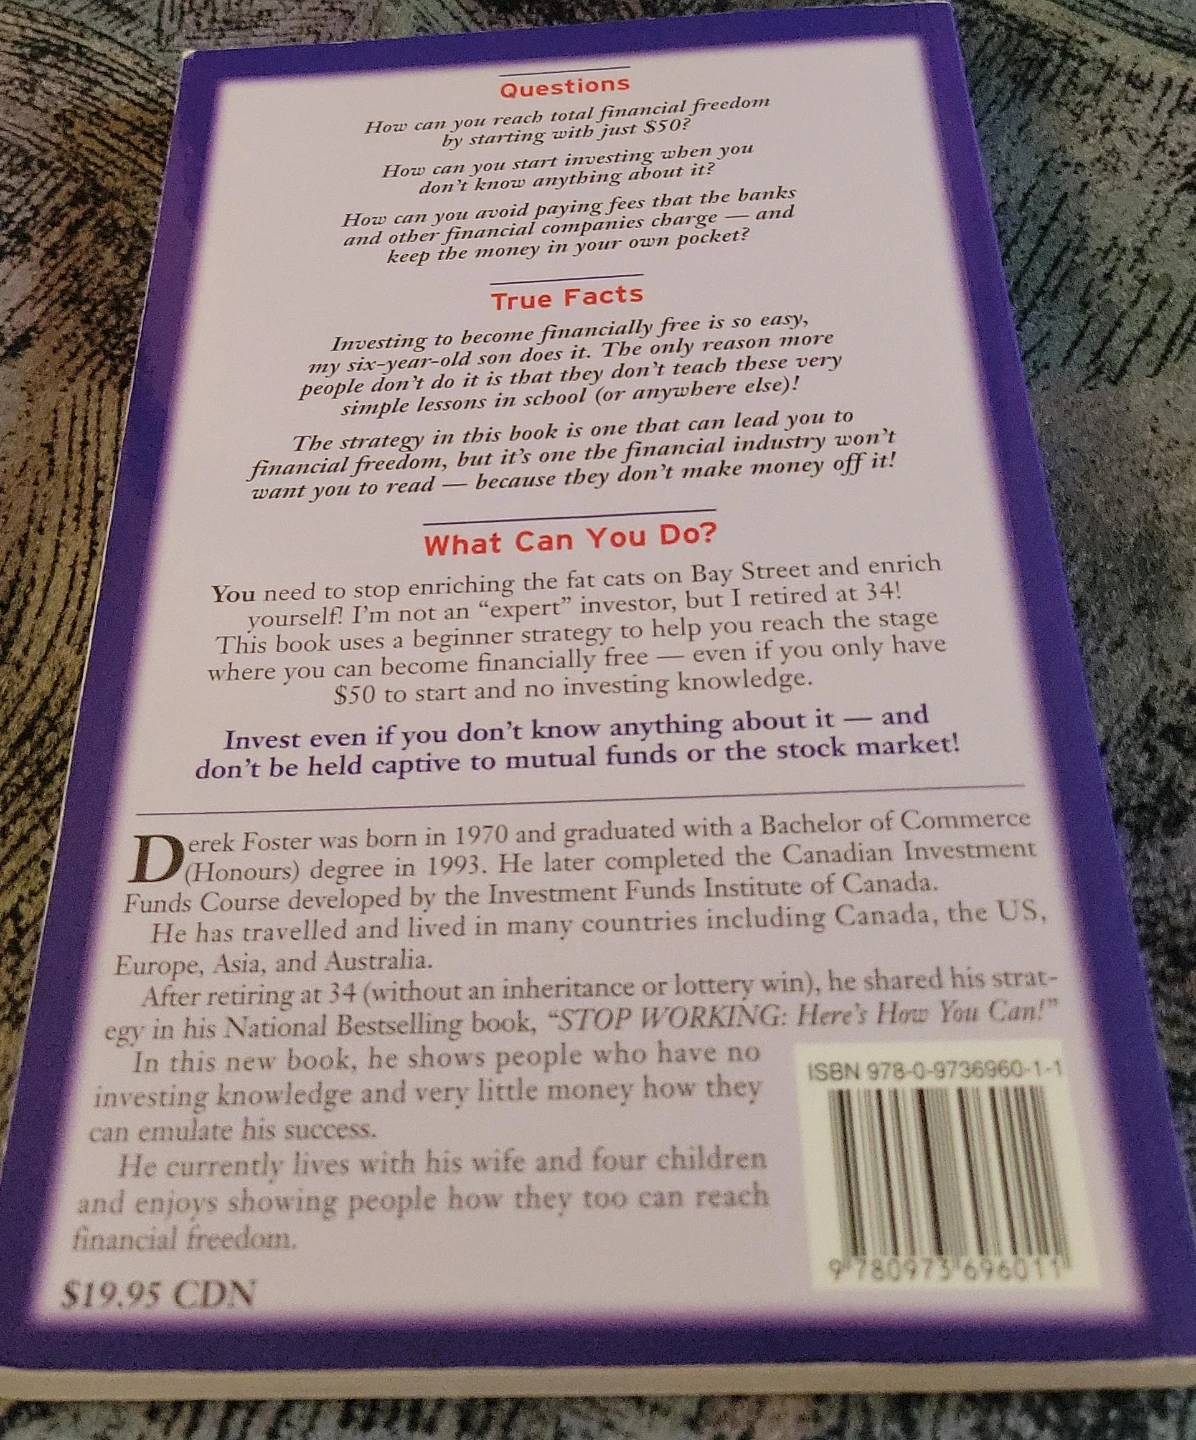 Questions
How can you reach total financial freedom
by starting with just $50?
How can you start investing when you
don't know anything about it?
How can you avoid paying fees that the banks
and other financial companies charge — and
keep the money in your own pocket?
True Facts
Investing to become financially free is so easy,
my six-year-old son does it. The only reason more
people don't do it is that they don't teach these very
simple lessons in school (or anywhere else)!
The strategy in this book is one that can lead you to
financial freedom, but it's one the financial industry won't
want you to read — because they don't make money off it!
What Can You Do?
You need to stop enriching the fat cats on Bay Street and enrich
yourself! I'm not an "expert" investor, but I retired at 34!
This book uses a beginner strategy to help you reach the stage
where you can become financially free — even if you only have
$50 to start and no investing knowledge.
Invest even if you don't know anything about it — and
don't be held captive to mutual funds or the stock market!
Derek Foster was born in 1970 and graduated with a Bachelor of Commerce
(Honours) degree in 1993. He later completed the Canadian Investment
Funds Course developed by the Investment Funds Institute of Canada.
He has travelled and lived in many countries including Canada, the US,
Europe, Asia, and Australia.
After retiring at 34 (without an inheritance or lottery win), he shared his strat-
egy in his National Bestselling book, "STOP WORKING: Here's How You Can!"
In this new book, he shows people who have no
investing knowledge and very little money how they
can emulate his success.
He currently lives with his wife and four children
and enjoys showing people how they too can reach
financial freedom.
$19.95 CDN
ISBN 978-0-9736960-1-1
9 780973 696011